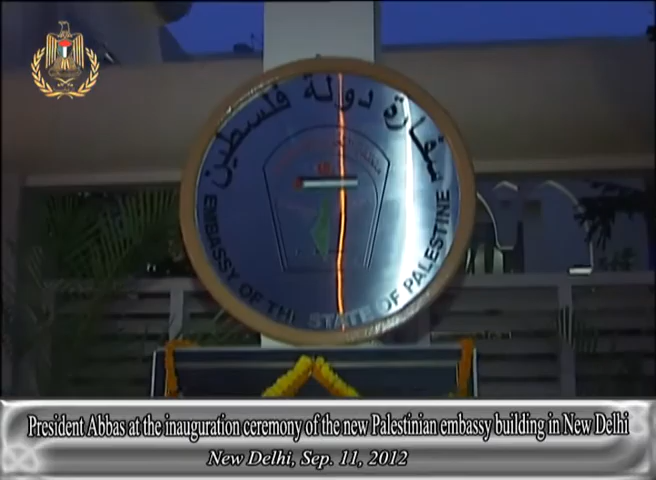 سفارة دولة فلسطين
EMBASSY OF THE STATE OF PALESTINE
President Abbas at the inauguration ceremony of the new Palestinian embassy building in New Delhi
New Delhi, Sep. 11, 2012